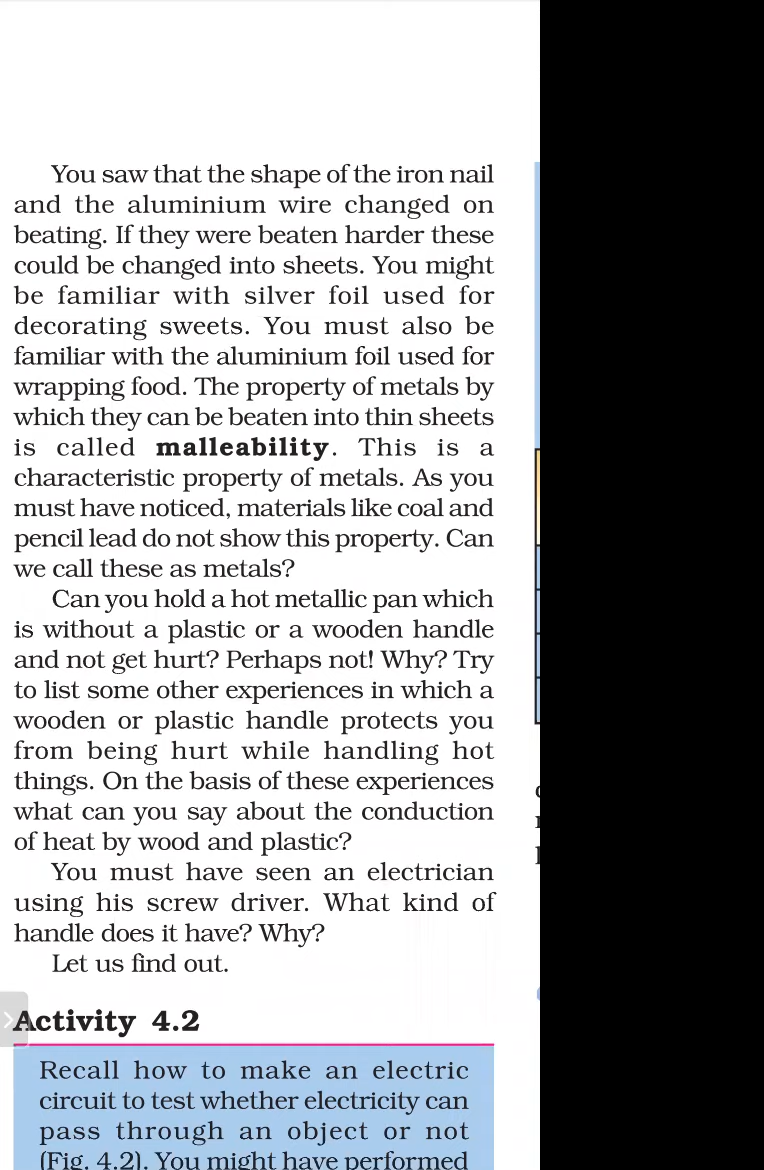 You saw that the shape of the iron nail
and the aluminium wire changed on
beating. If they were beaten harder these
could be changed into sheets. You might
be familiar with silver foil used for
decorating sweets. You must also be
familiar with the aluminium foil used for
wrapping food. The property of metals by
which they can be beaten into thin sheets
is called malleability. This is a
characteristic property of metals. As you
must have noticed, materials like coal and
pencil lead do not show this property. Can
we call these as metals?
Can you hold a hot metallic pan which
is without a plastic or a wooden handle
and not get hurt? Perhaps not! Why? Try
to list some other experiences in which a
wooden or plastic handle protects you
from being hurt while handling hot
things. On the basis of these experiences
what can you say about the conduction
of heat by wood and plastic?
You must have seen an electrician
using his screw driver. What kind of
handle does it have? Why?
Let us find out.
Activity 4.2
Recall how to make an electric
circuit to test whether electricity can
pass through an object or not
(Fig. 4.2). You might have performed